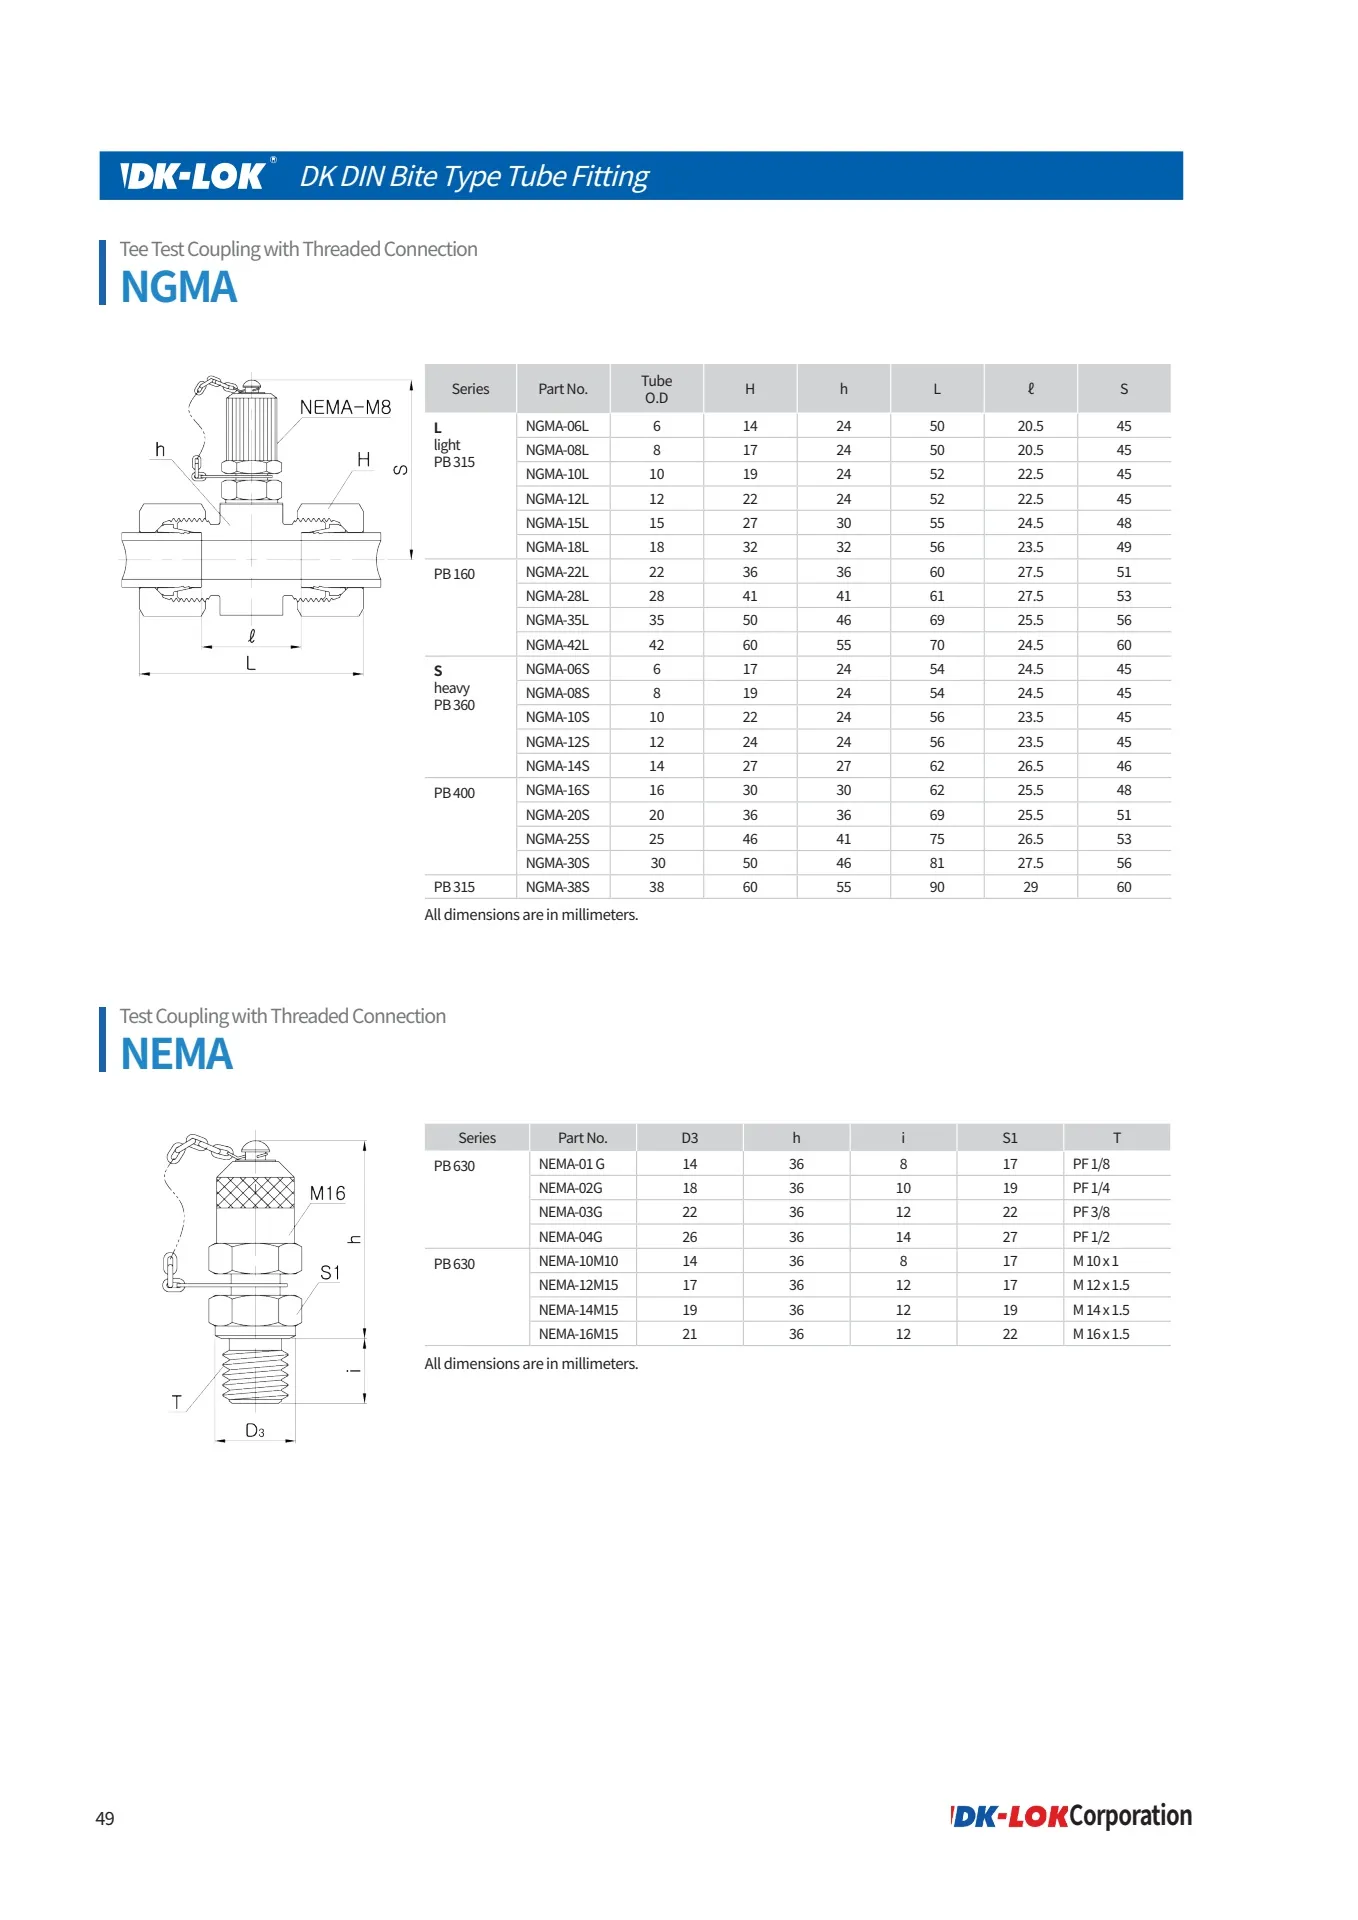 DK-LOK® DK DIN Bite Type Tube Fitting
Tee Test Coupling with Threaded Connection
NGMA
NEMA-M8
h
H
S
ℓ
L
Series Part No. Tube O.D H h L ℓ S
L light PB 315 NGMA-06L 6 14 24 50 20.5 45
NGMA-08L 8 17 24 50 20.5 45
NGMA-10L 10 19 24 52 22.5 45
NGMA-12L 12 22 24 52 22.5 45
NGMA-15L 15 27 30 55 24.5 48
NGMA-18L 18 32 32 56 23.5 49
PB 160 NGMA-22L 22 36 36 60 27.5 51
NGMA-28L 28 41 41 61 27.5 53
NGMA-35L 35 50 46 69 25.5 56
NGMA-42L 42 60 55 70 24.5 60
S heavy PB 360 NGMA-06S 6 17 24 54 24.5 45
NGMA-08S 8 19 24 54 24.5 45
NGMA-10S 10 22 24 56 23.5 45
NGMA-12S 12 24 24 56 23.5 45
NGMA-14S 14 27 27 62 26.5 46
PB 400 NGMA-16S 16 30 30 62 25.5 48
NGMA-20S 20 36 36 69 25.5 51
NGMA-25S 25 46 41 75 26.5 53
NGMA-30S 30 50 46 81 27.5 56
PB 315 NGMA-38S 38 60 55 90 29 60
All dimensions are in millimeters.
Test Coupling with Threaded Connection
NEMA
M16
h
S1
i
T
D3
Series Part No. D3 h i S1 T
PB 630 NEMA-01 G 14 36 8 17 PF 1/8
NEMA-02G 18 36 10 19 PF 1/4
NEMA-03G 22 36 12 22 PF 3/8
NEMA-04G 26 36 14 27 PF 1/2
PB 630 NEMA-10M10 14 36 8 17 M 10 x 1
NEMA-12M15 17 36 12 17 M 12 x 1.5
NEMA-14M15 19 36 12 19 M 14 x 1.5
NEMA-16M15 21 36 12 22 M 16 x 1.5
All dimensions are in millimeters.
49
DK-LOK Corporation